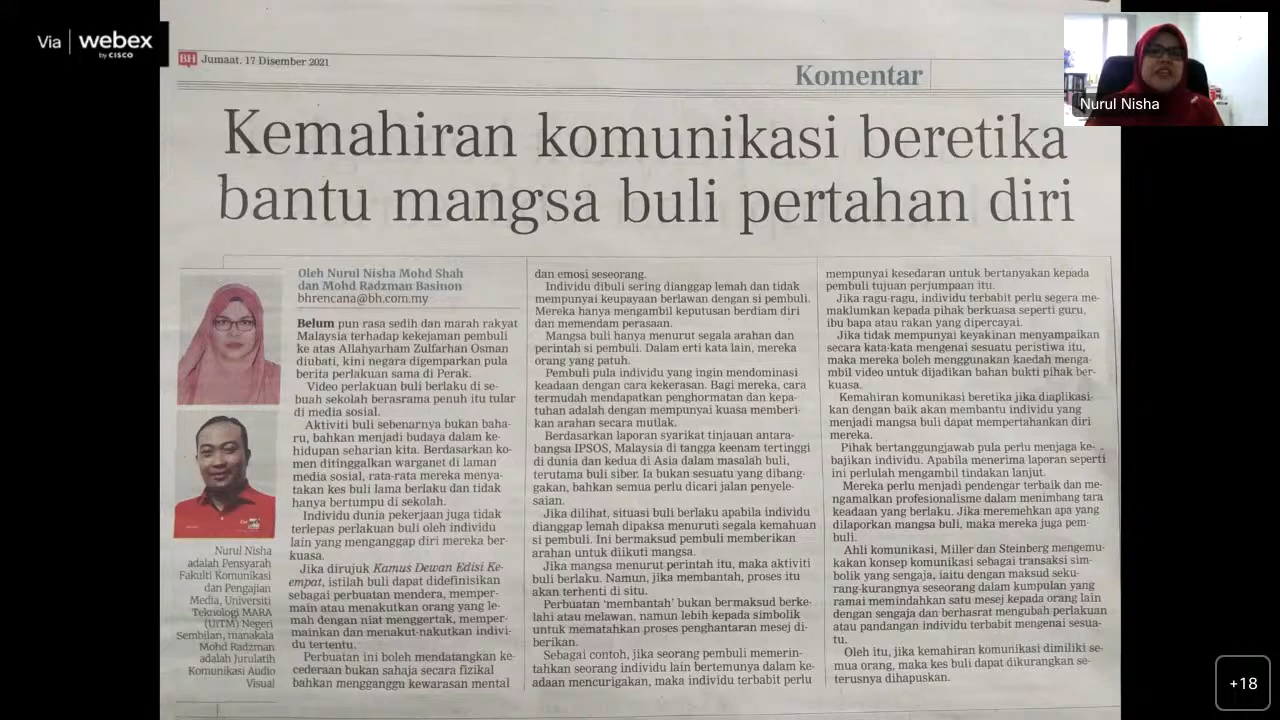 Via webex
by CISCO
BH Jumaat, 17 Disember 2021
Komentar
Nurul Nisha
Kemahiran komunikasi beretika
bantu mangsa buli pertahan diri
Nurul Nisha
adalah Pensyarah
Fakulti Komunikasi
dan Pengajian
Media, Universiti
Teknologi MARA
(UiTM) Negeri
Sembilan, manakala
Mohd Radzman
adalah Jurulatih
Komunikasi Audio
Visual
Oleh Nurul Nisha Mohd Shah
dan Mohd Radzman Basinon
bhrencana@bh.com.my
Belum pun rasa sedih dan marah rakyat
Malaysia terhadap kekejaman pembuli
ke atas Allahyarham Zulfarhan Osman
diubati, kini negara digemparkan pula
berita perlakuan sama di Perak.
Video perlakuan buli berlaku di se-
buah sekolah berasrama penuh itu tular
di media sosial.
Aktiviti buli sebenarnya bukan baha-
ru, bahkan menjadi budaya dalam ke-
hidupan seharian kita. Berdasarkan ko-
men ditinggalkan warganet di laman
media sosial, rata-rata mereka menya-
takan kes buli lama berlaku dan tidak
hanya bertumpu di sekolah.
Individu dunia pekerjaan juga tidak
terlepas perlakuan buli oleh individu
lain yang menganggap diri mereka ber-
kuasa.
Jika dirujuk Kamus Dewan Edisi Ke-
empat, istilah buli dapat didefinisikan
sebagai perbuatan mendera, memper-
main atau menakutkan orang yang le-
mah dengan niat menggertak, memper-
mainkan dan menakut-nakutkan indivi-
du tertentu.
Perbuatan ini boleh mendatangkan ke-
cederaan bukan sahaja secara fizikal
bahkan mengganggu kewarasan mental
dan emosi seseorang.
Individu dibuli sering dianggap lemah dan tidak
mempunyai keupayaan berlawan dengan si pembuli.
Mereka hanya mengambil keputusan berdiam diri
dan memendam perasaan.
Mangsa buli hanya menurut segala arahan dan
perintah si pembuli. Dalam erti kata lain, mereka
orang yang patuh.
Pembuli pula individu yang ingin mendominasi
keadaan dengan cara kekerasan. Bagi mereka, cara
termudah mendapatkan penghormatan dan kepa-
tuhan adalah dengan mempunyai kuasa memberi-
kan arahan secara mutlak.
Berdasarkan laporan syarikat tinjauan antara-
bangsa IPSOS, Malaysia di tangga keenam tertinggi
di dunia dan kedua di Asia dalam masalah buli,
terutama buli siber. Ia bukan sesuatu yang dibang-
gakan, bahkan semua perlu dicari jalan penyele-
saian.
Jika dilihat, situasi buli berlaku apabila individu
dianggap lemah dipaksa menuruti segala kemahuan
si pembuli. Ini bermaksud pembuli memberikan
arahan untuk diikuti mangsa.
Jika mangsa menurut perintah itu, maka aktiviti
buli berlaku. Namun, jika membantah, proses itu
akan terhenti di situ.
Perbuatan 'membantah' bukan bermaksud berke-
lahi atau melawan, namun lebih kepada simbolik
untuk mematahkan proses penghantaran mesej di-
berikan.
Sebagai contoh, jika seorang pembuli memerin-
tahkan seorang individu lain bertemunya dalam ke-
adaan mencurigakan, maka individu terbabit perlu
mempunyai kesedaran untuk bertanyakan kepada
pembuli tujuan perjumpaan itu.
Jika ragu-ragu, individu terbabit perlu segera me-
maklumkan kepada pihak berkuasa seperti guru,
ibu bapa atau rakan yang dipercayai.
Jika tidak mempunyai keyakinan menyampaikan
secara kata-kata mengenai sesuatu peristiwa itu,
maka mereka boleh menggunakan kaedah menga-
mbil video untuk dijadikan bahan bukti pihak ber-
kuasa.
Kemahiran komunikasi beretika jika diaplikasi-
kan dengan baik akan membantu individu yang
menjadi mangsa buli dapat mempertahankan diri
mereka.
Pihak bertanggungjawab pula perlu menjaga ke-
bajikan individu. Apabila menerima laporan seperti
ini perlulah mengambil tindakan lanjut.
Mereka perlu menjadi pendengar terbaik dan me-
ngamalkan profesionalisme dalam menimbang tara
keadaan yang berlaku. Jika meremehkan apa yang
dilaporkan mangsa buli, maka mereka juga pem-
buli.
Ahli komunikasi, Miller dan Steinberg mengemu-
kakan konsep komunikasi sebagai transaksi sim-
bolik yang sengaja, iaitu dengan maksud seku-
rang-kurangnya seseorang dalam kumpulan yang
ramai memindahkan satu mesej kepada orang lain
dengan sengaja dan berhasrat mengubah perlakuan
atau pandangan individu terbabit mengenai sesua-
tu.
Oleh itu, jika kemahiran komunikasi dimiliki se-
mua orang, maka kes buli dapat dikurangkan se-
terusnya dihapuskan.
+18